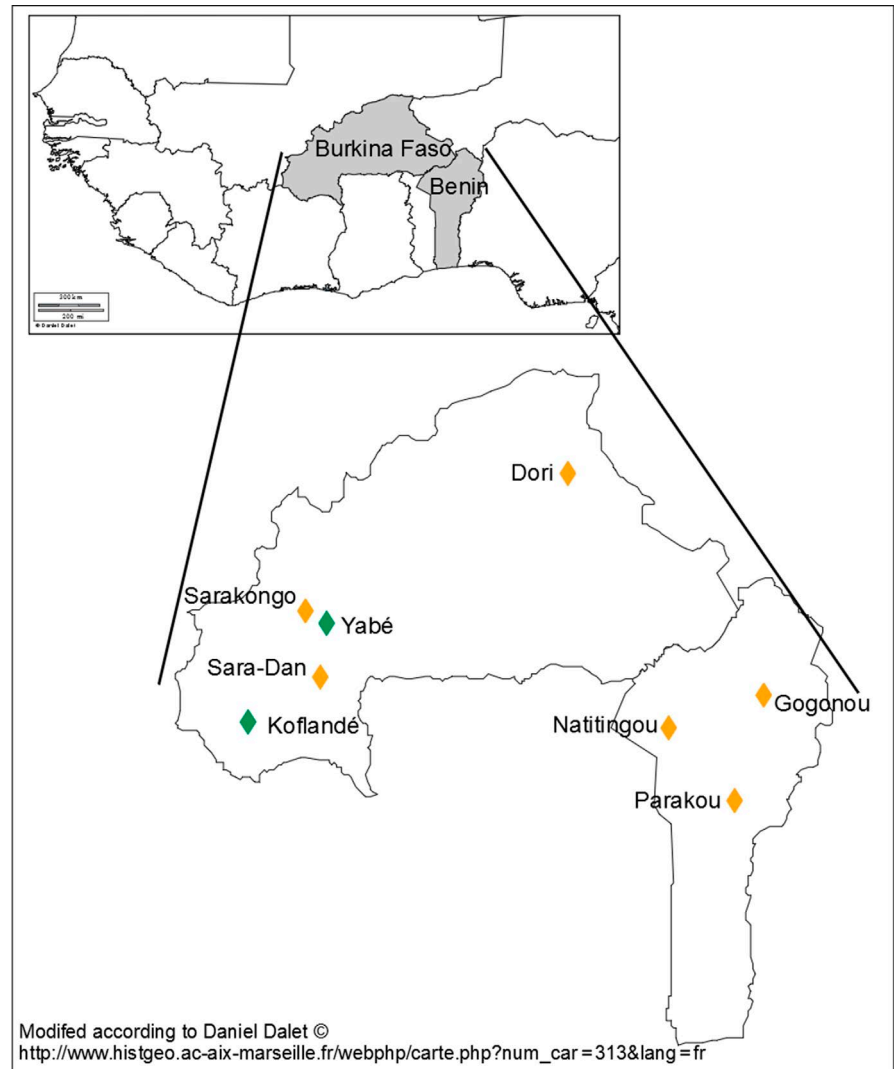 Burkina Faso
Benin
300 km
200 mi
© Daniel Dalet
Dori
Sarakongo
Yabé
Sara-Dan
Koflandé
Gogonou
Natitingou
Parakou
Modifed according to Daniel Dalet ©
http://www.histgeo.ac-aix-marseille.fr/webphp/carte.php?num_car=313&lang=fr